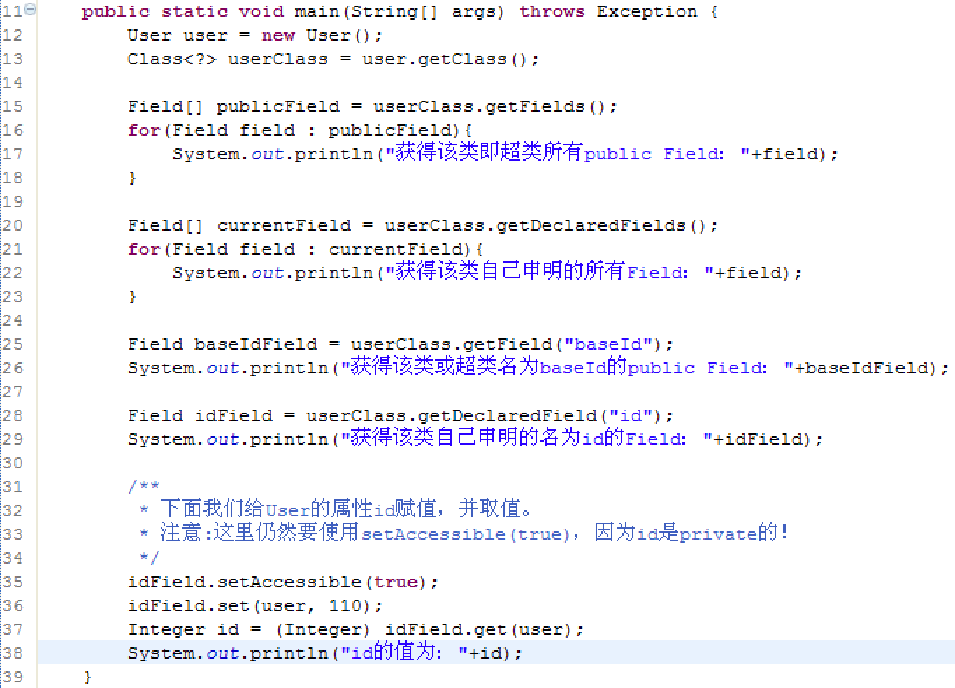 11 public static void main(String[] args) throws Exception {
12 User user = new User();
13 Class<?> userClass = user.getClass();
14
15 Field[] publicField = userClass.getFields();
16 for(Field field : publicField){
17 System.out.println("获得该类即超类所有public Field: "+field);
18 }
19
20 Field[] currentField = userClass.getDeclaredFields();
21 for(Field field : currentField){
22 System.out.println("获得该类自己申明的所有Field: "+field);
23 }
24
25 Field baseIdField = userClass.getField("baseId");
26 System.out.println("获得该类或超类名为baseId的public Field: "+baseIdField);
27
28 Field idField = userClass.getDeclaredField("id");
29 System.out.println("获得该类自己申明的名为id的Field: "+idField);
30
31 /**
32 * 下面我们给User的属性id赋值，并取值。
33 * 注意:这里仍然要使用setAccessible(true)，因为id是private的!
34 */
35 idField.setAccessible(true);
36 idField.set(user, 110);
37 Integer id = (Integer) idField.get(user);
38 System.out.println("id的值为: "+id);
39 }